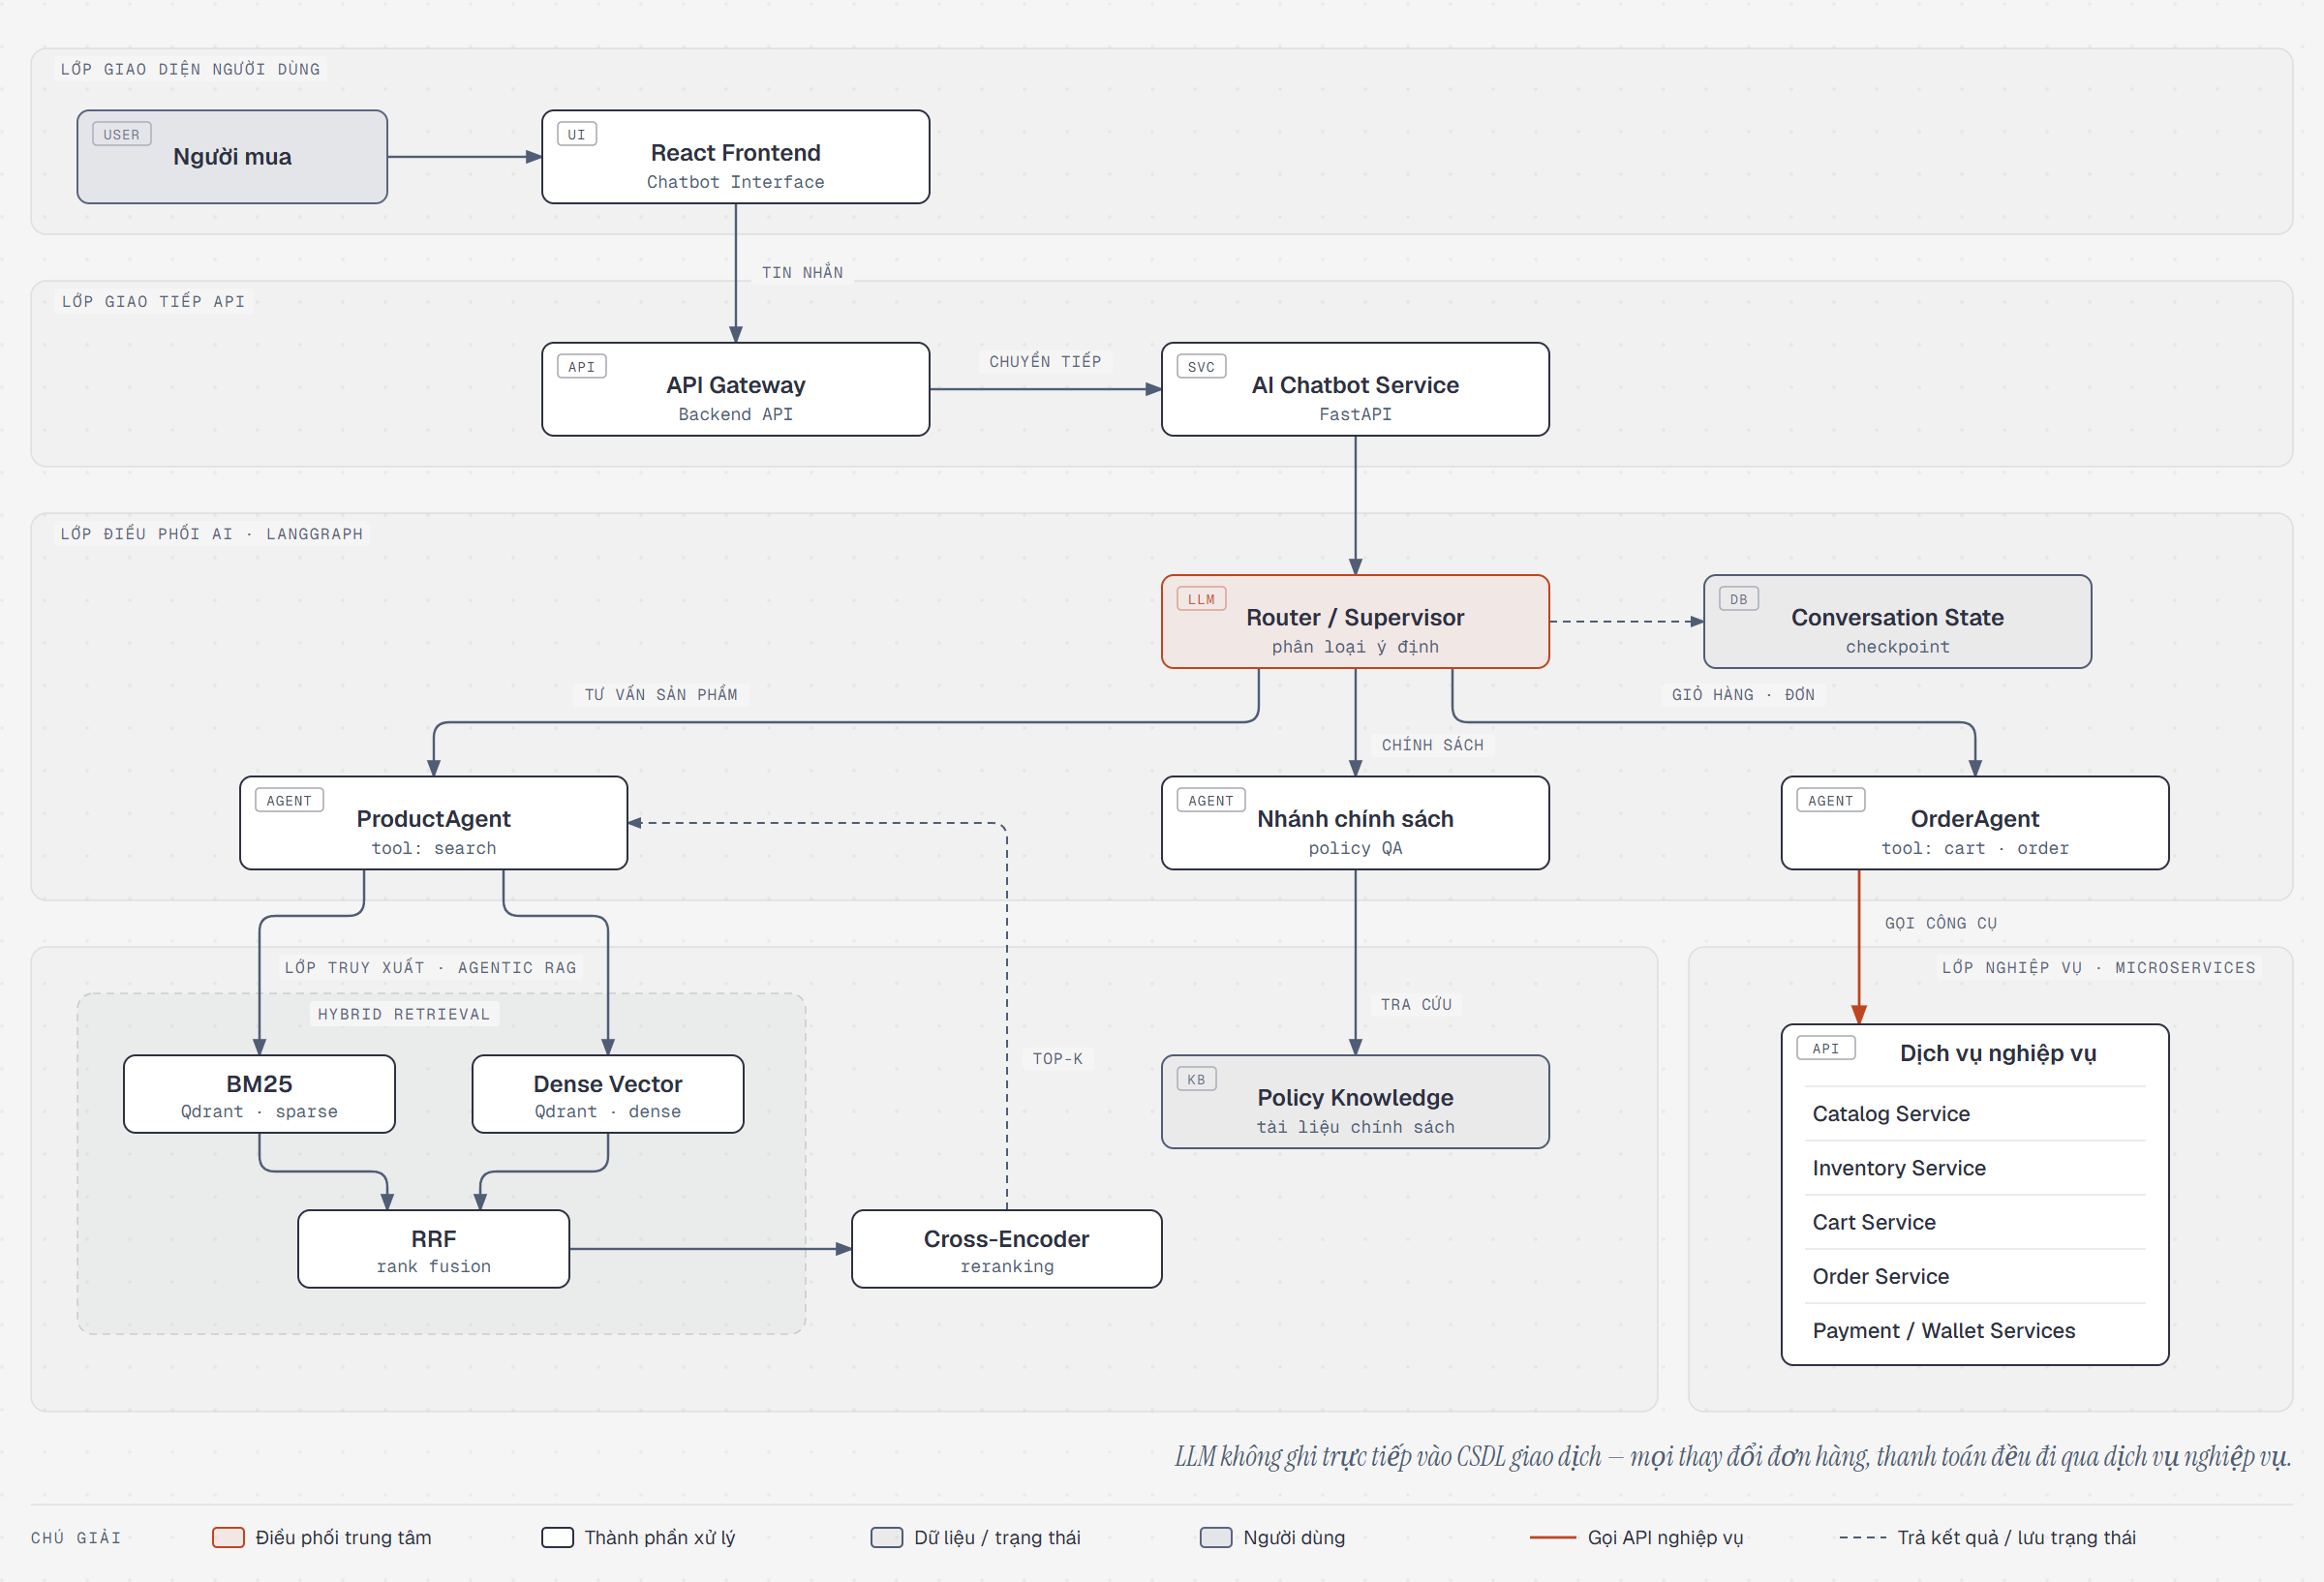 LỚP GIAO DIỆN NGƯỜI DÙNG
USER
Người mua
UI
React Frontend
Chatbot Interface
TIN NHẮN
LỚP GIAO TIẾP API
API
API Gateway
Backend API
CHUYỂN TIẾP
SVC
AI Chatbot Service
FastAPI
LỚP ĐIỀU PHỐI AI · LANGGRAPH
LLM
Router / Supervisor
phân loại ý định
DB
Conversation State
checkpoint
TƯ VẤN SẢN PHẨM
CHÍNH SÁCH
GIỎ HÀNG · ĐƠN
AGENT
ProductAgent
tool: search
AGENT
Nhánh chính sách
policy QA
AGENT
OrderAgent
tool: cart · order
GỌI CÔNG CỤ
LỚP TRUY XUẤT · AGENTIC RAG
LỚP NGHIỆP VỤ · MICROSERVICES
HYBRID RETRIEVAL
TRA CỨU
TOP-K
BM25
Qdrant · sparse
Dense Vector
Qdrant · dense
KB
Policy Knowledge
tài liệu chính sách
RRF
rank fusion
Cross-Encoder
reranking
API
Dịch vụ nghiệp vụ
Catalog Service
Inventory Service
Cart Service
Order Service
Payment / Wallet Services
LLM không ghi trực tiếp vào CSDL giao dịch — mọi thay đổi đơn hàng, thanh toán đều đi qua dịch vụ nghiệp vụ.
CHÚ GIẢI
Điều phối trung tâm
Thành phần xử lý
Dữ liệu / trạng thái
Người dùng
Gọi API nghiệp vụ
Trả kết quả / lưu trạng thái